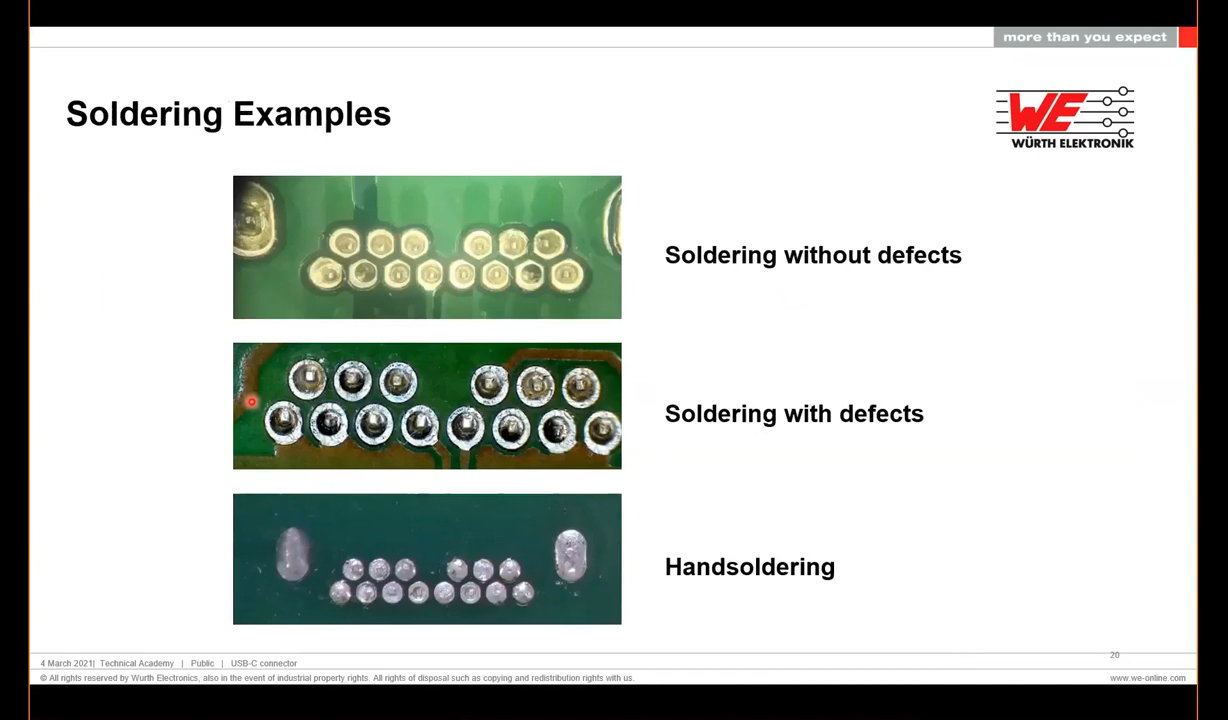 more than you expect
Soldering Examples
WE
WÜRTH ELEKTRONIK
Soldering without defects
Soldering with defects
Handsoldering
20
4 March 2021| Technical Academy | Public | USB-C connector
© All rights reserved by Wurth Electronics, also in the event of industrial property rights. All rights of disposal such as copying and redistribution rights with us.
www.we-online.com